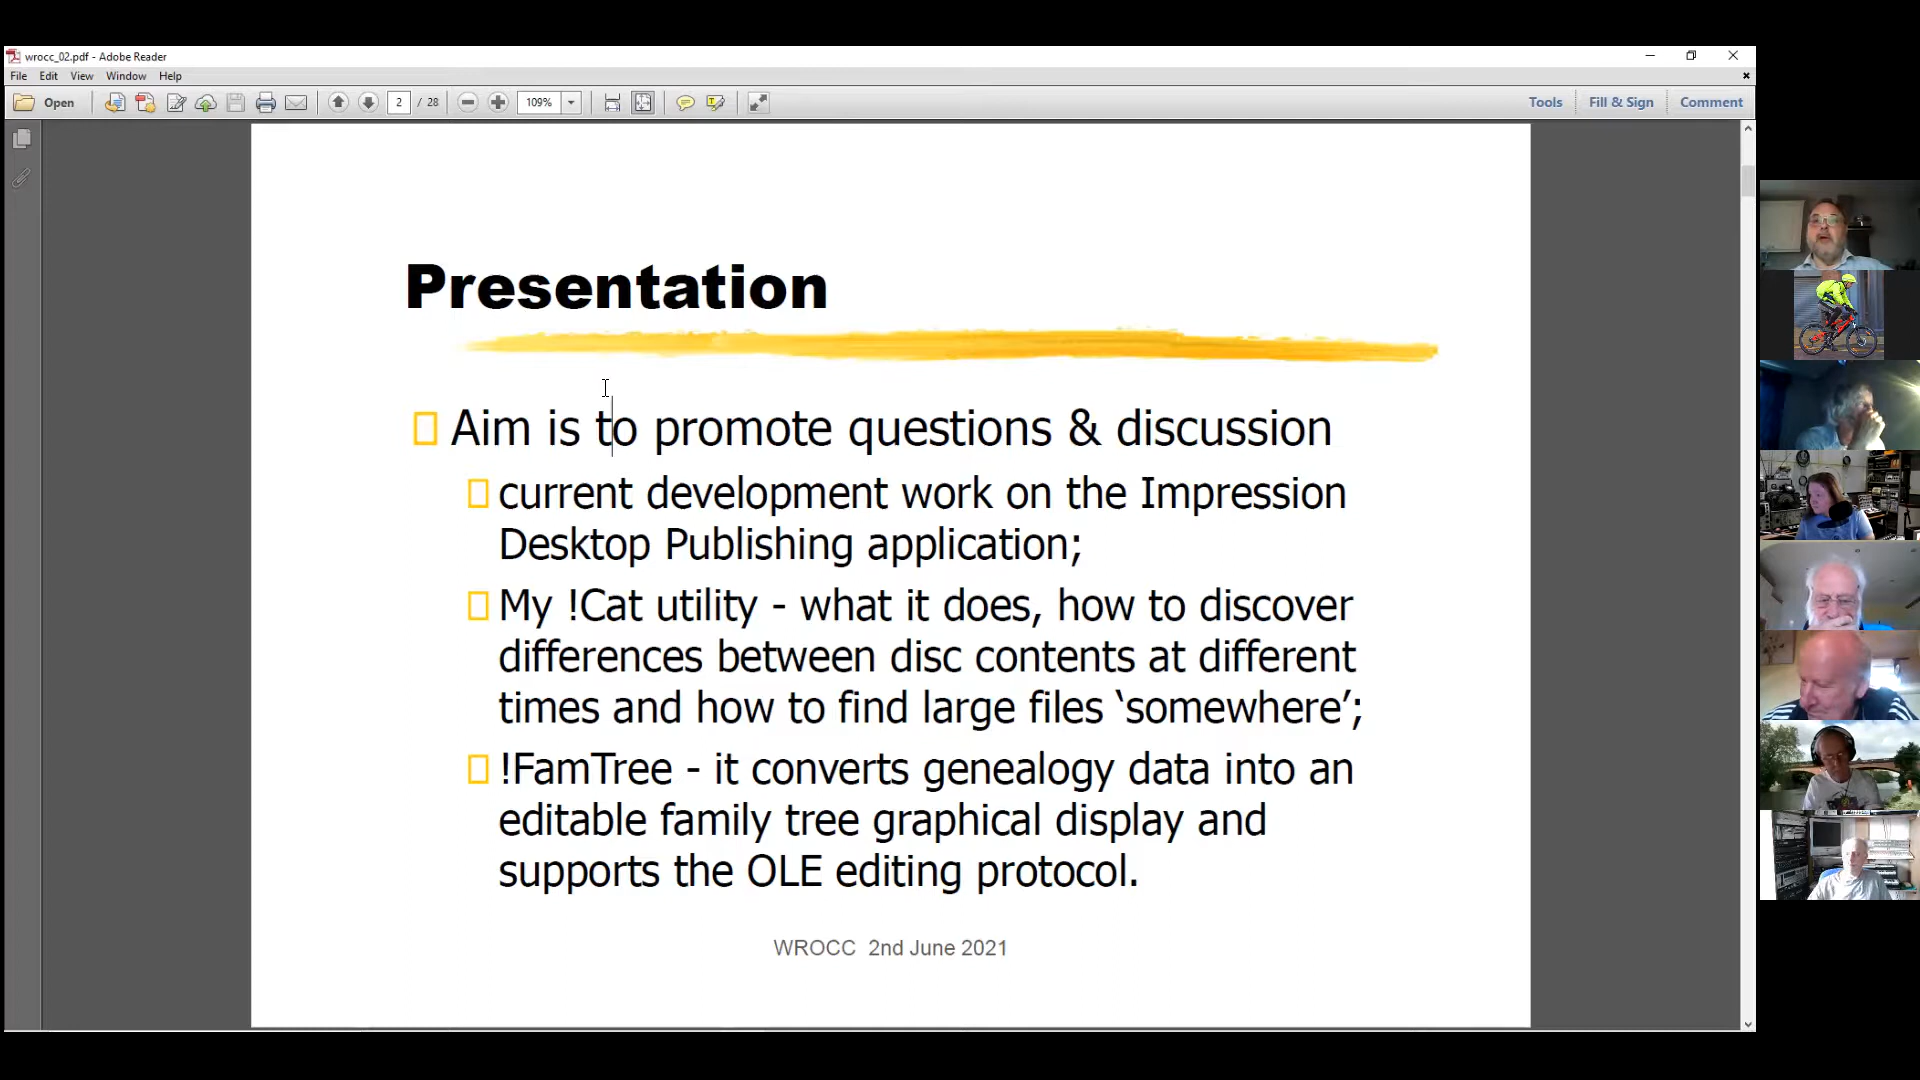 wrocc_02.pdf - Adobe Reader
File Edit View Window Help
Open 2 / 28 109% Tools Fill & Sign Comment
Presentation
Aim is to promote questions & discussion
current development work on the Impression
Desktop Publishing application;
My !Cat utility - what it does, how to discover
differences between disc contents at different
times and how to find large files ‘somewhere’;
!FamTree - it converts genealogy data into an
editable family tree graphical display and
supports the OLE editing protocol.
WROCC 2nd June 2021